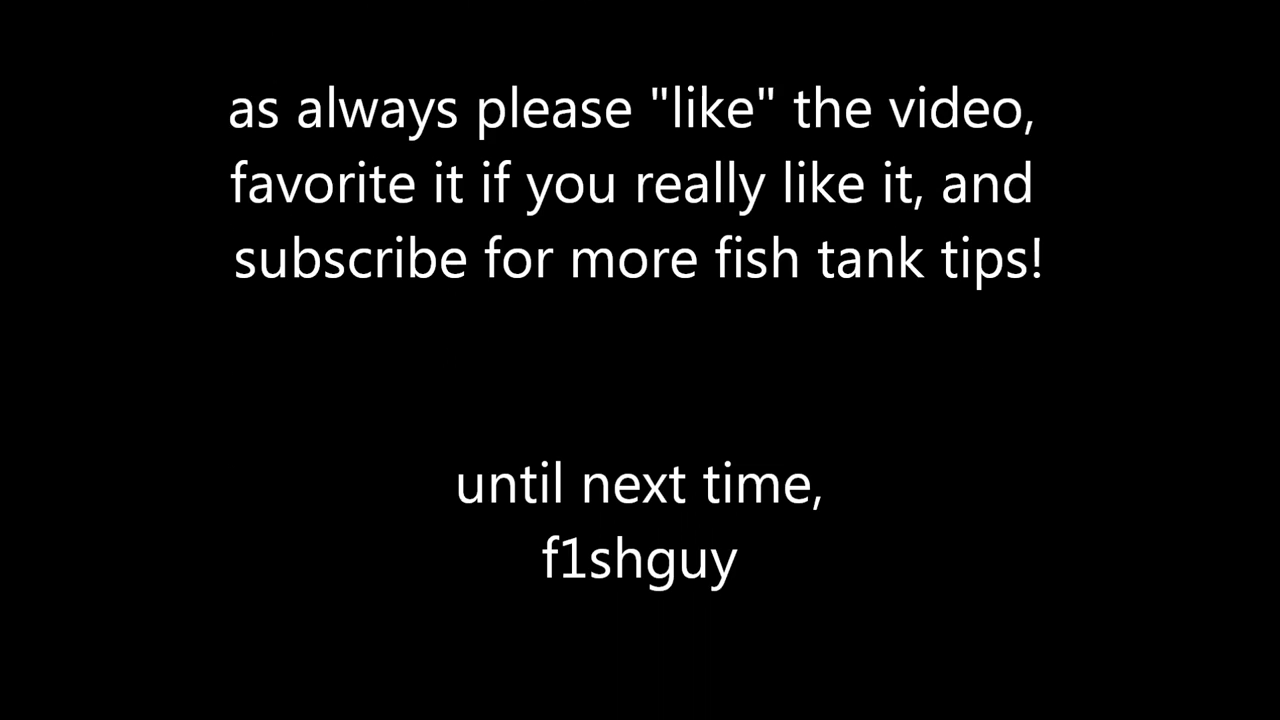 as always please "like" the video,
favorite it if you really like it, and
subscribe for more fish tank tips!
until next time,
f1shguy